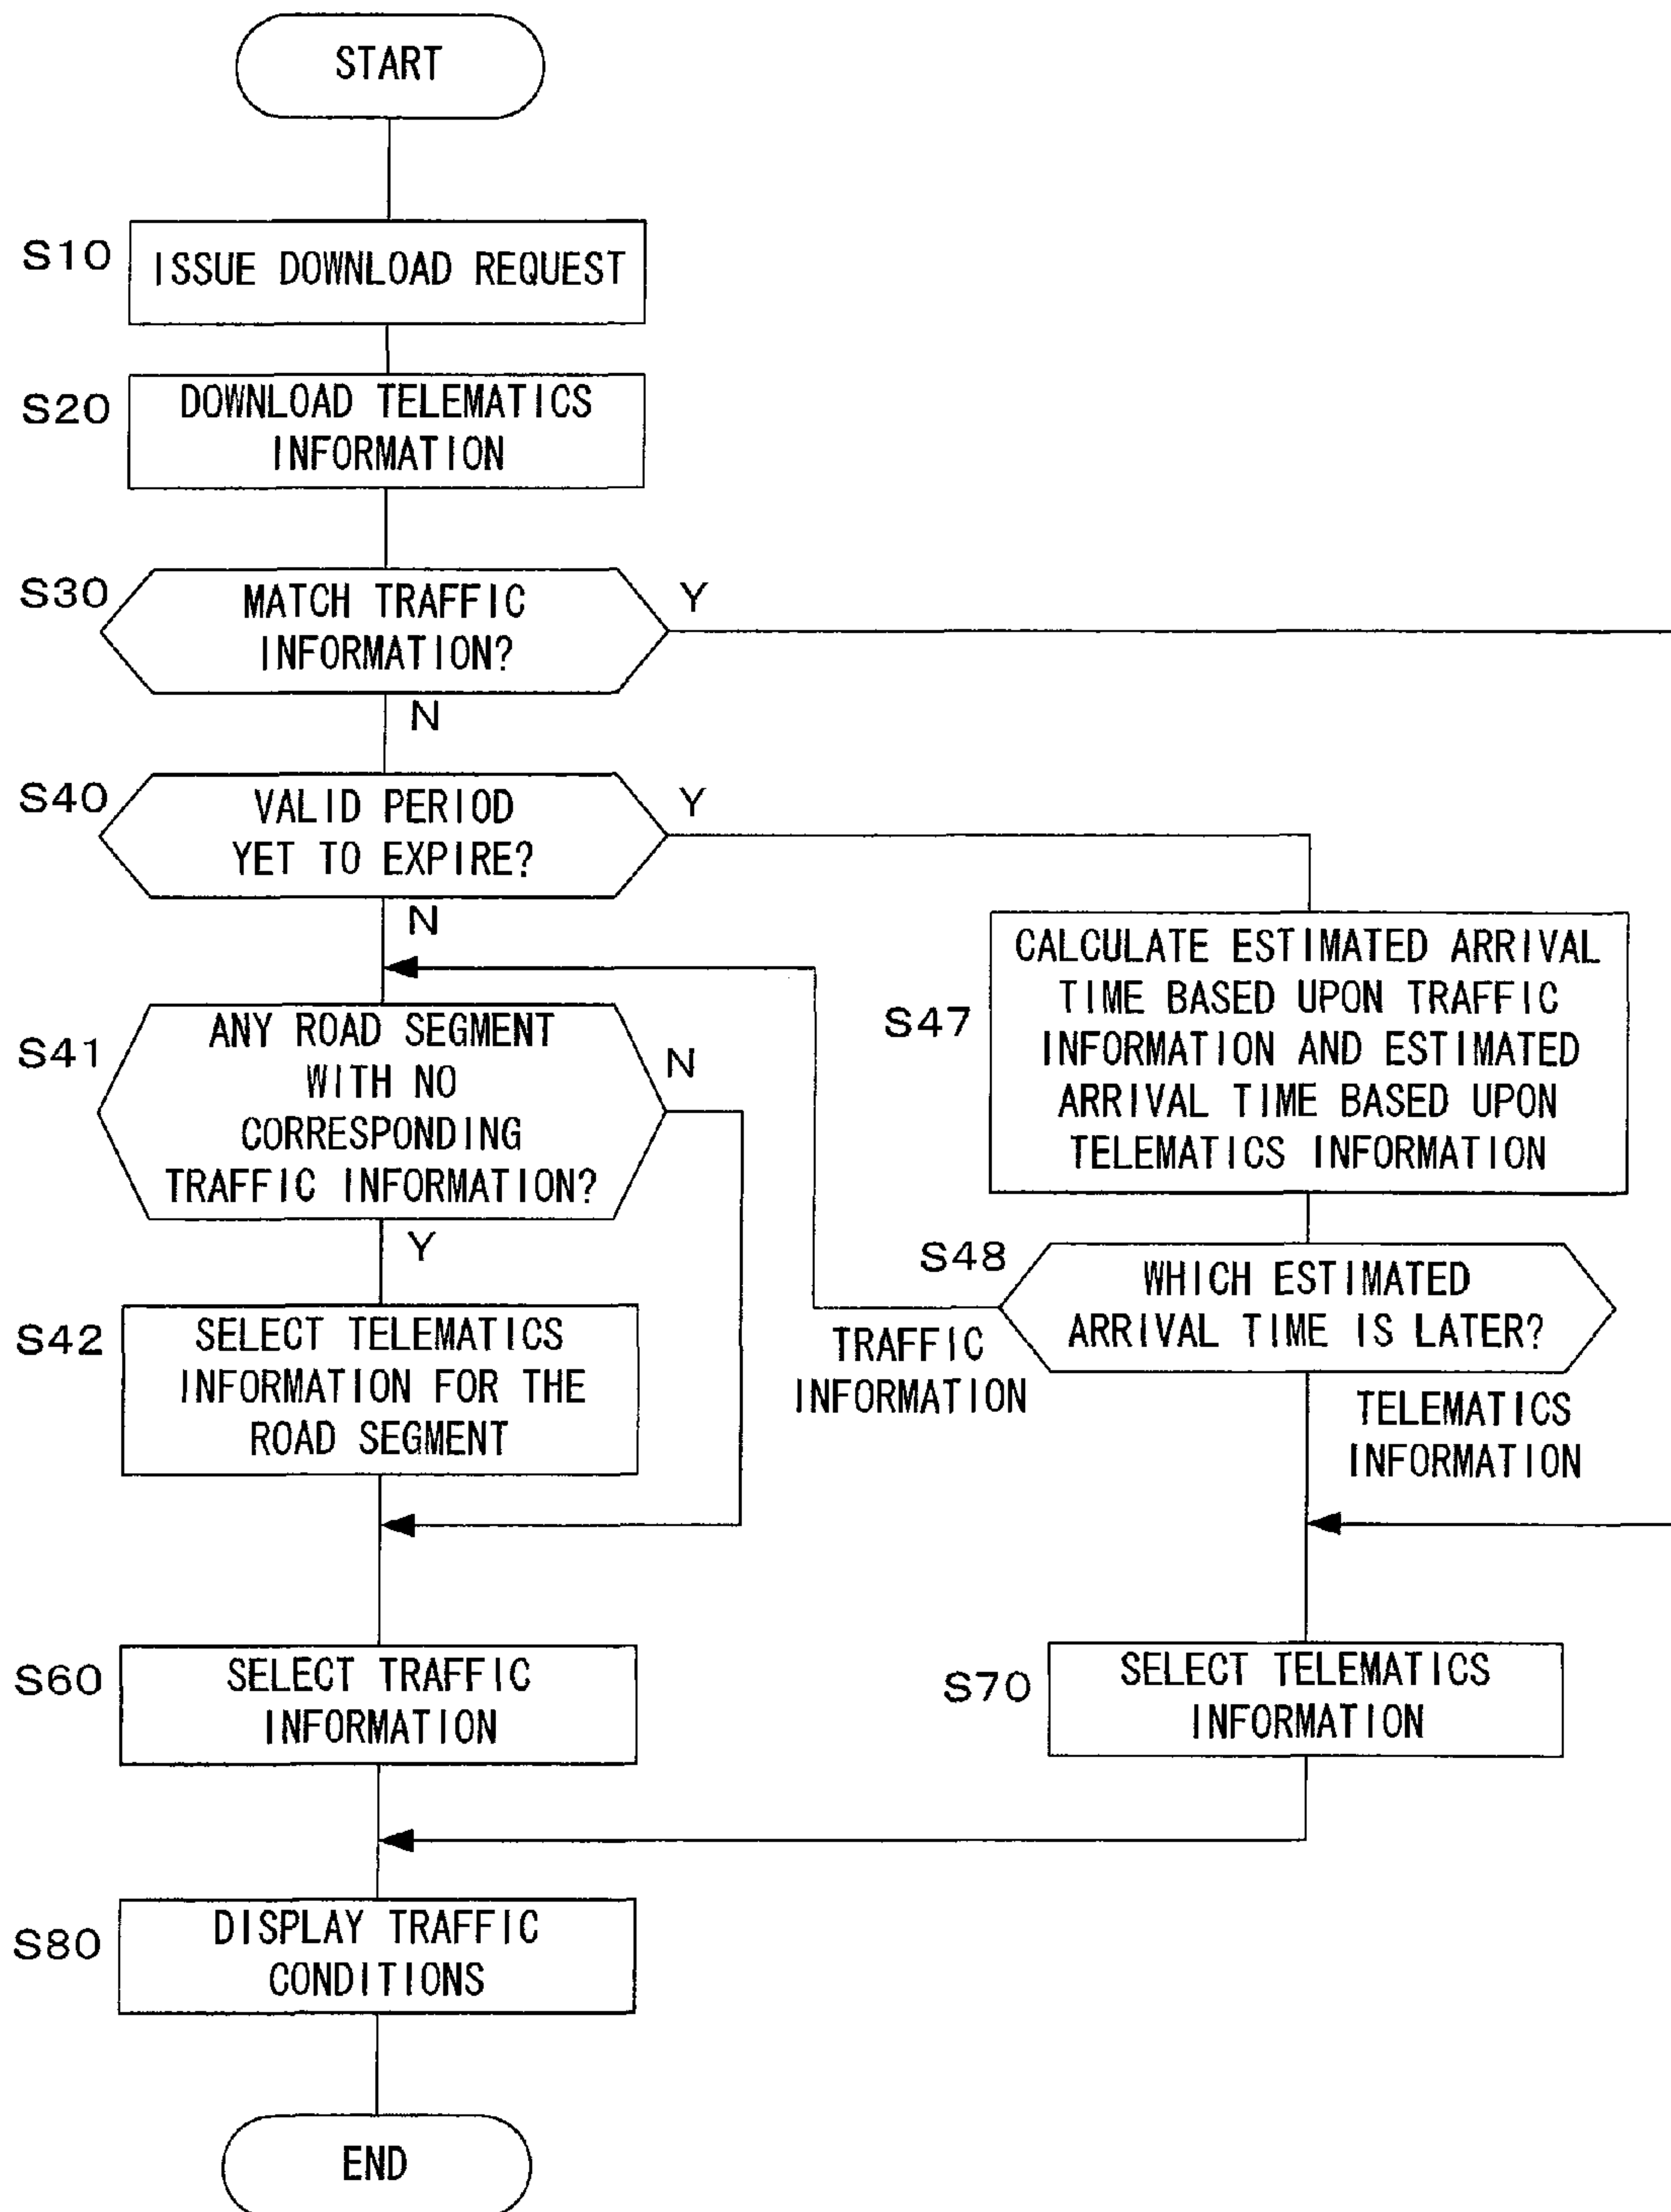 START
S10
ISSUE DOWNLOAD REQUEST
S20
DOWNLOAD TELEMATICS
INFORMATION
S30
MATCH TRAFFIC
INFORMATION?
Y
N
S40
VALID PERIOD
YET TO EXPIRE?
Y
N
S47
CALCULATE ESTIMATED ARRIVAL
TIME BASED UPON TRAFFIC
INFORMATION AND ESTIMATED
ARRIVAL TIME BASED UPON
TELEMATICS INFORMATION
S41
ANY ROAD SEGMENT
WITH NO
CORRESPONDING
TRAFFIC INFORMATION?
N
Y
S48
WHICH ESTIMATED
ARRIVAL TIME IS LATER?
TRAFFIC
INFORMATION
TELEMATICS
INFORMATION
S42
SELECT TELEMATICS
INFORMATION FOR THE
ROAD SEGMENT
S60
SELECT TRAFFIC
INFORMATION
S70
SELECT TELEMATICS
INFORMATION
S80
DISPLAY TRAFFIC
CONDITIONS
END